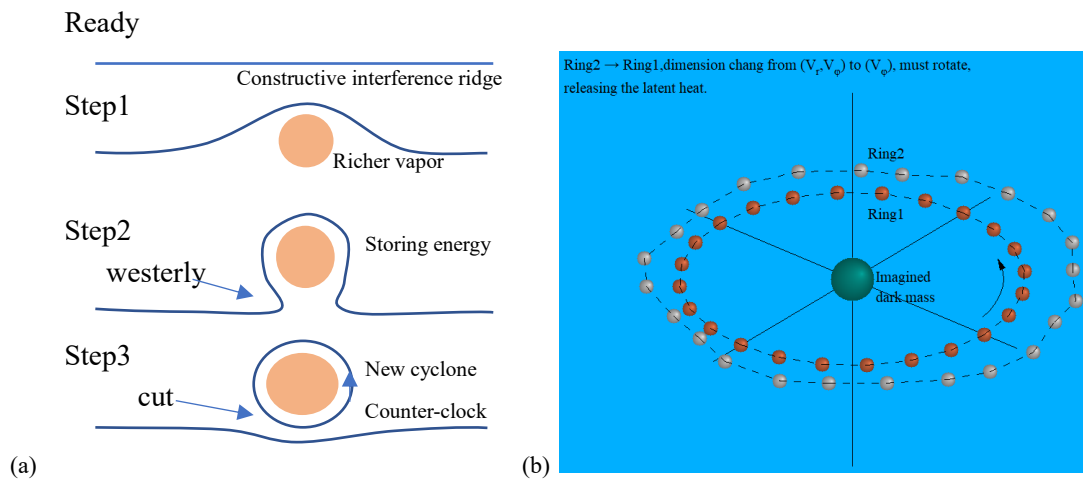 Ready
Constructive interference ridge
Step1
Richer vapor
Step2
Storing energy
westerly
Step3
New cyclone
cut
Counter-clock
(a)
Ring2 → Ring1,dimension chang from (Vr,Vφ) to (Vφ), must rotate,
releasing the latent heat.
Ring2
Ring1
Imagined
dark mass
(b)